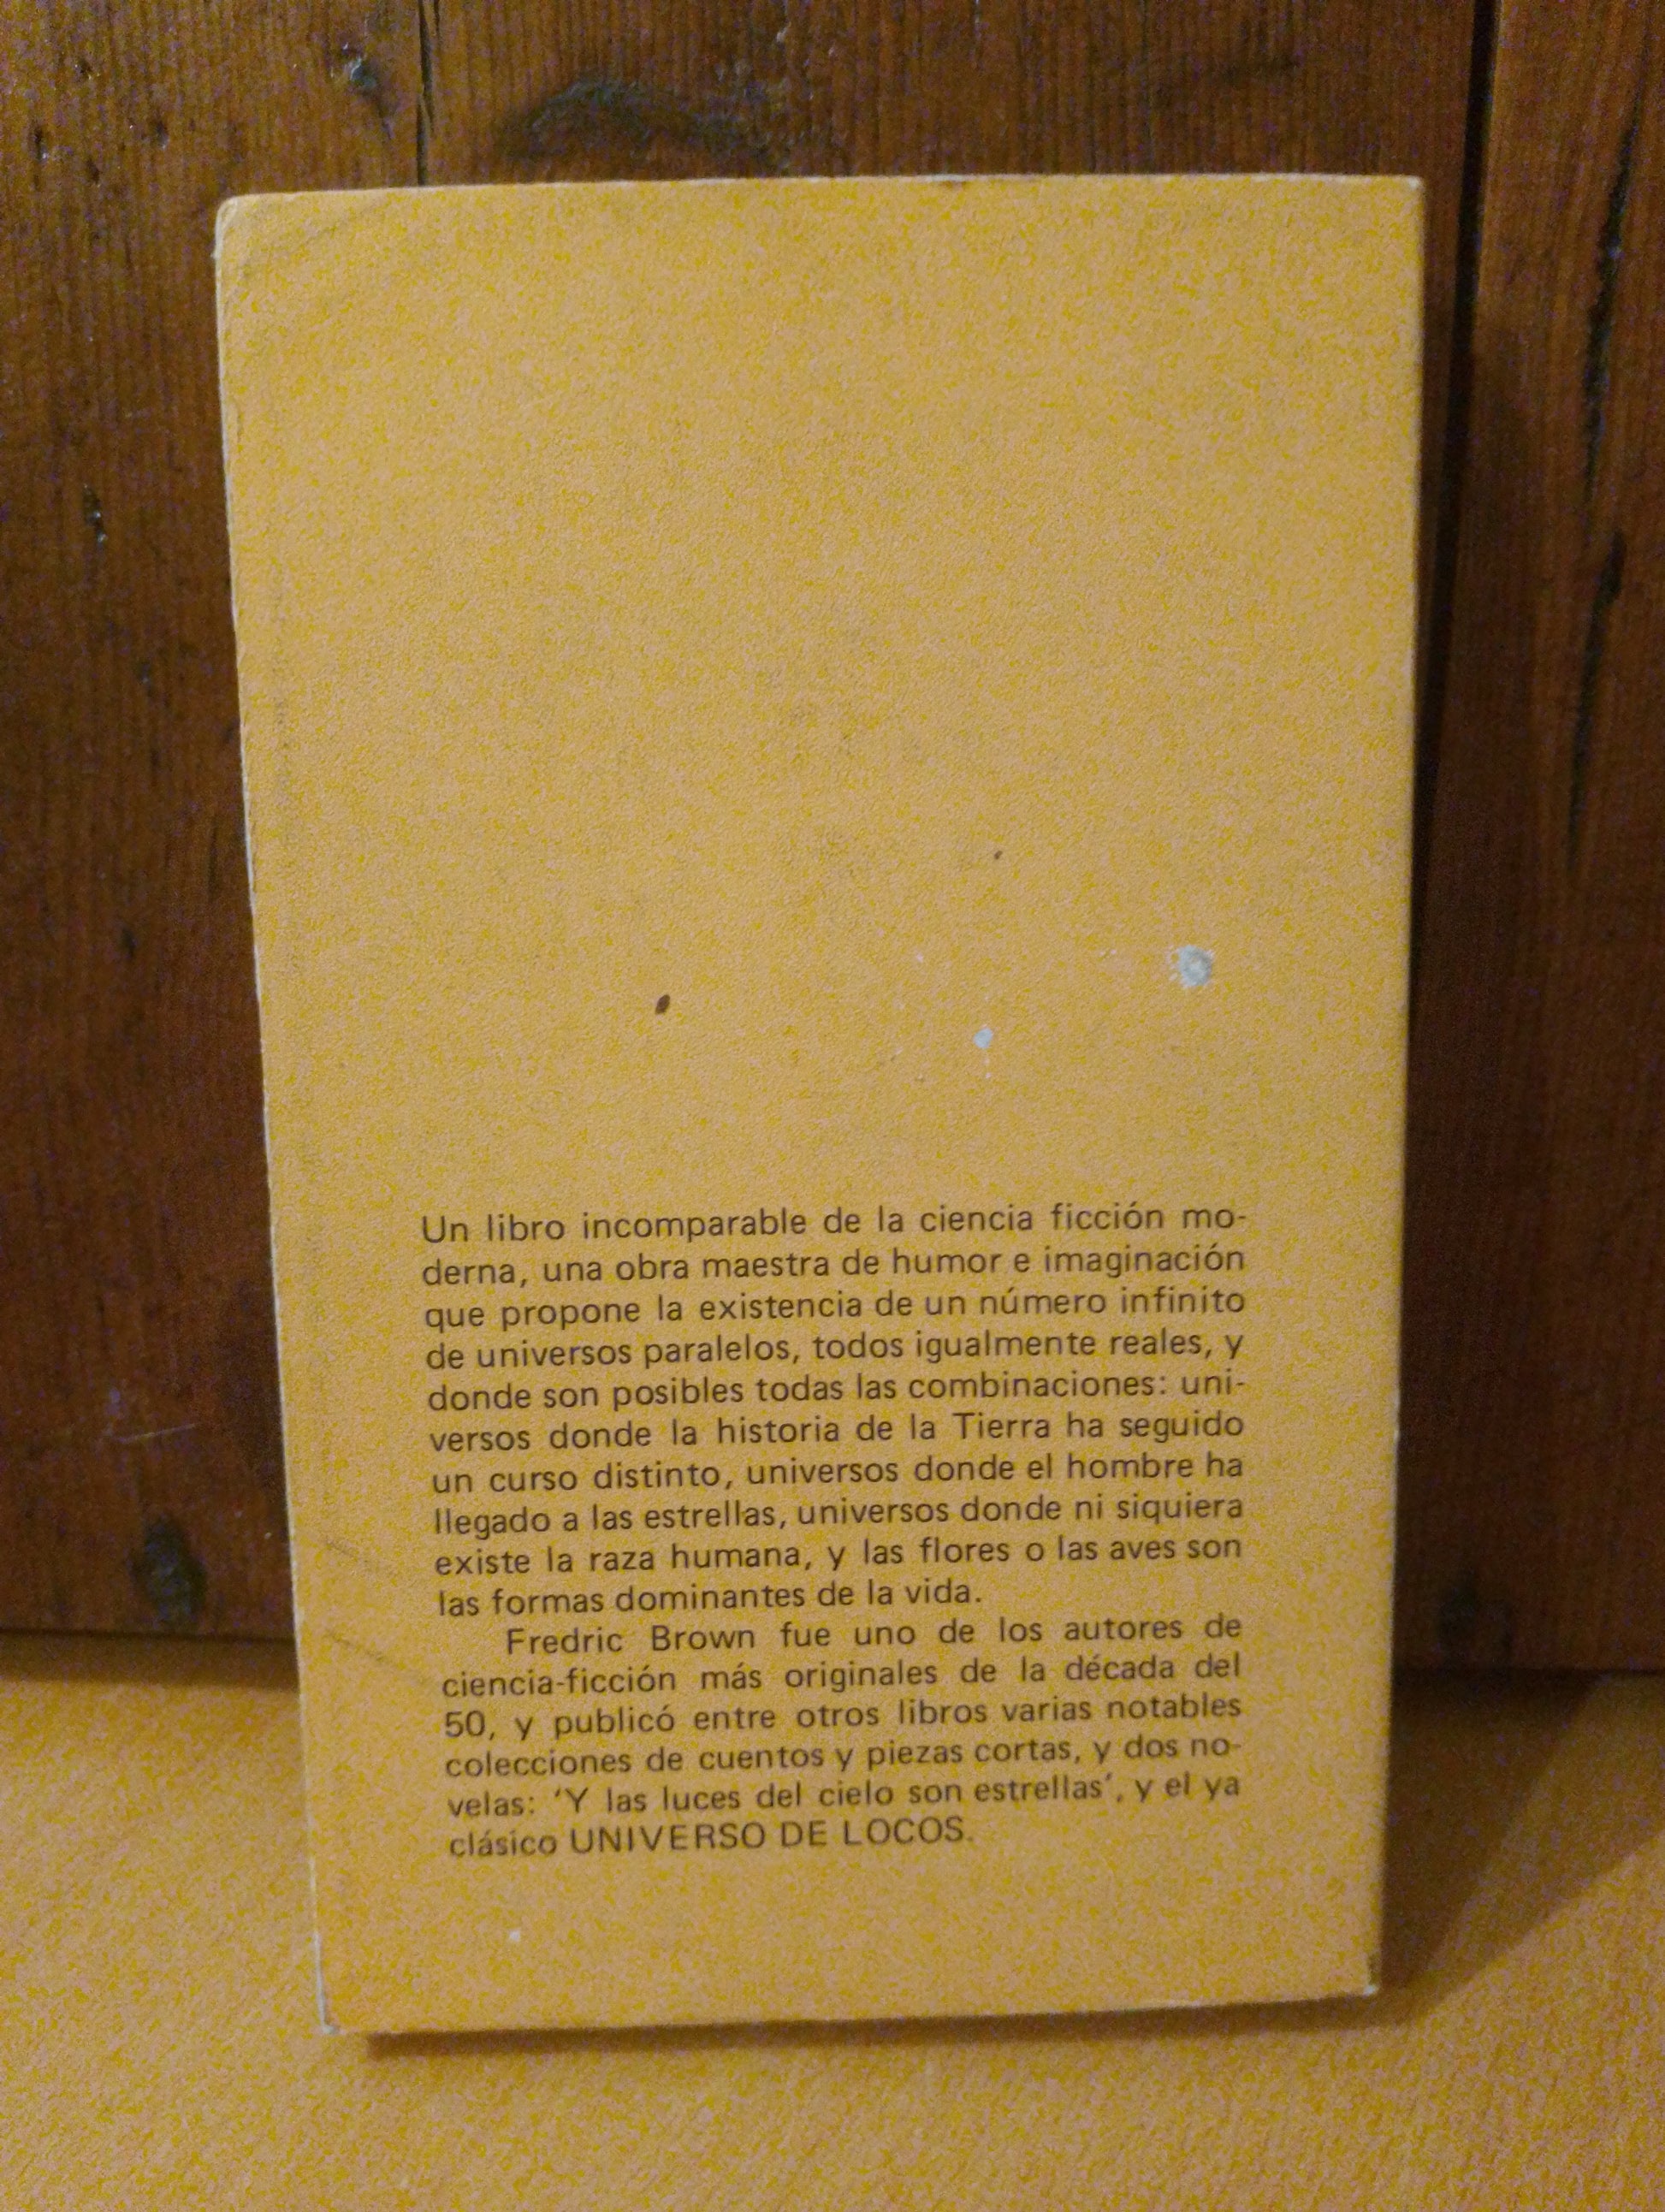 Un libro incomparable de la ciencia ficción mo-
derna, una obra maestra de humor e imaginación
que propone la existencia de un número infinito
de universos paralelos, todos igualmente reales, y
donde son posibles todas las combinaciones: uni-
versos donde la historia de la Tierra ha seguido
un curso distinto, universos donde el hombre ha
llegado a las estrellas, universos donde ni siquiera
existe la raza humana, y las flores o las aves son
las formas dominantes de la vida.
Fredric Brown fue uno de los autores de
ciencia-ficción más originales de la década del
50, y publicó entre otros libros varias notables
colecciones de cuentos y piezas cortas, y dos no-
velas: 'Y las luces del cielo son estrellas', y el ya
clásico UNIVERSO DE LOCOS.